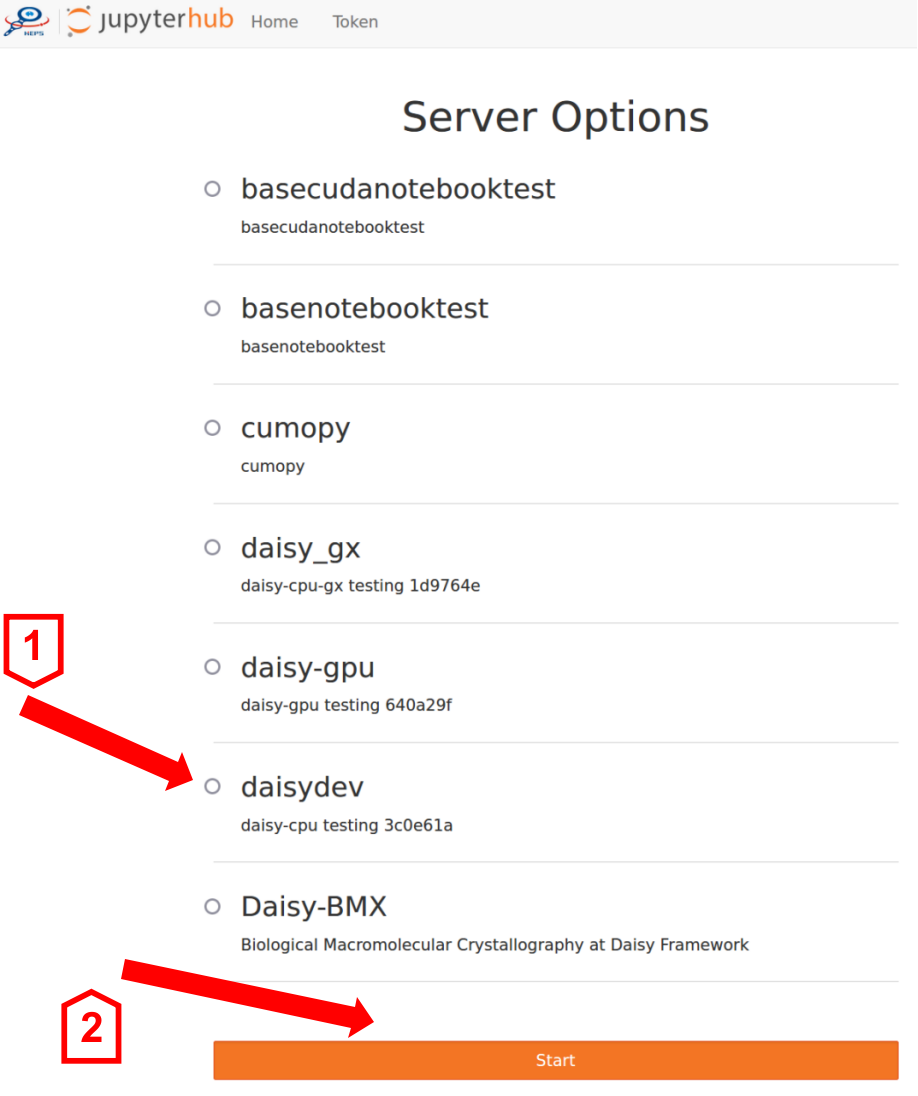 HEPS jupyterhub Home Token
Server Options
basecudanotebooktest
basecudanotebooktest
basenotebooktest
basenotebooktest
cumopy
cumopy
daisy_gx
daisy-cpu-gx testing 1d9764e
1
daisy-gpu
daisy-gpu testing 640a29f
daisydev
daisy-cpu testing 3c0e61a
Daisy-BMX
Biological Macromolecular Crystallography at Daisy Framework
2
Start